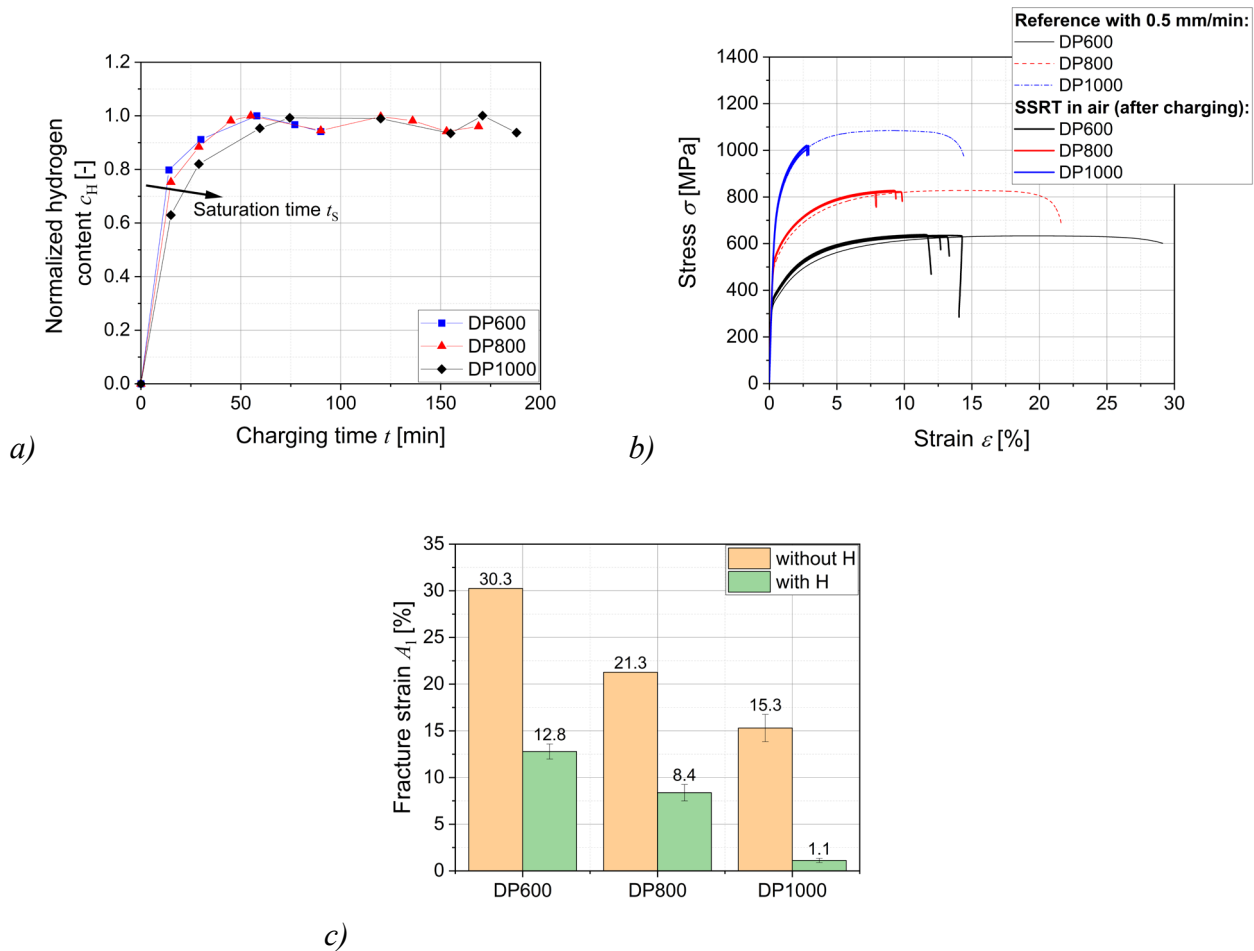 1.2
1.0
0.8
0.6
0.4
0.2
0.0
Normalized hydrogen
content c_H [-]
Saturation time t_S
DP600
DP800
DP1000
0 50 100 150 200
Charging time t [min]
a)
Reference with 0.5 mm/min:
DP600
DP800
DP1000
SSRT in air (after charging):
DP600
DP800
DP1000
1400
1200
1000
800
600
400
200
0
Stress σ [MPa]
0 5 10 15 20 25 30
Strain ε [%]
b)
35
30
25
20
15
10
5
0
Fracture strain A_1 [%]
without H
with H
30.3
12.8
21.3
8.4
15.3
1.1
DP600 DP800 DP1000
c)